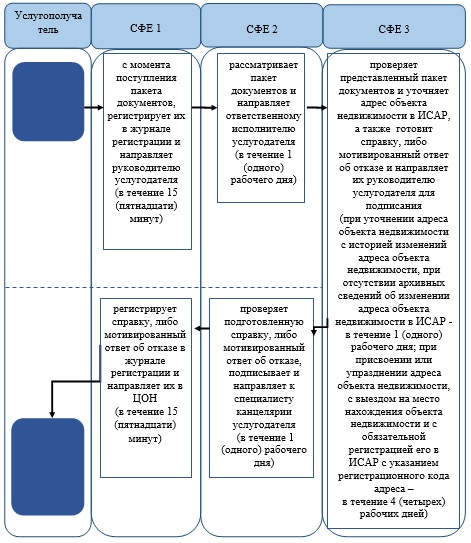 Услугополуча
тель
СФЕ 1
СФЕ 2
СФЕ 3
с момента
поступления
пакета
документов,
регистрирует их
в журнале
регистрации и
направляет
руководителю
услугодателя
(в течение 15
(пятнадцати)
минут)
рассматривает
пакет
документов и
направляет
ответственному
исполнителю
услугодателя
(в течение 1
(одного)
рабочего дня)
проверяет
представленный пакет
документов и уточняет
адрес объекта
недвижимости в ИСАР,
а также готовит
справку, либо
мотивированный ответ
об отказе и направляет
их руководителю
услугодателя для
подписания
(при уточнении адреса
объекта недвижимости
с историей изменений
адреса объекта
недвижимости, при
отсутствии архивных
сведений об изменении
адреса объекта
недвижимости в ИСАР -
в течение 1 (одного)
рабочего дня; при
присвоении или
упразднении адреса
объекта недвижимости,
с выездом на место
нахождения объекта
недвижимости и с
обязательной
регистрацией его в
ИСАР с указанием
регистрационного кода
адреса –
в течение 4 (четырех)
рабочих дней)
проверяет
подготовленную
справку, либо
мотивированный
ответ об отказе,
подписывает и
направляет к
специалисту
канцелярии
услугодателя
(в течение 1
(одного) рабочего
дня)
регистрирует
справку, либо
мотивированный
ответ об отказе в
журнале
регистрации и
направляет их в
ЦОН
(в течение 15
(пятнадцати)
минут)